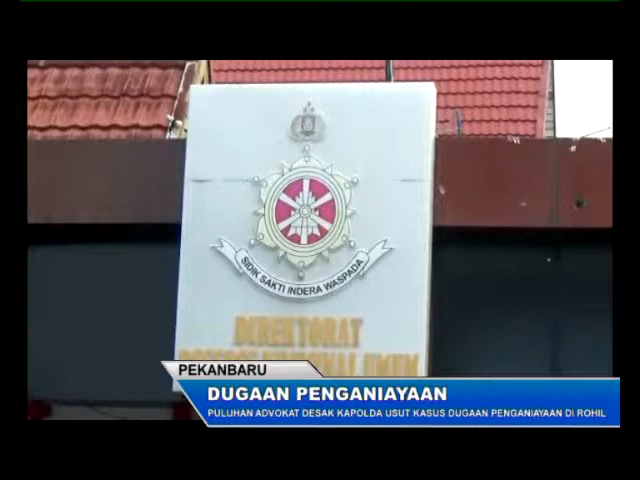 SIDIK SAKTI INDERA WASPADA
DIREKTORAT
PEKANBARU
DUGAAN PENGANIAYAAN
PULUHAN ADVOKAT DESAK KAPOLDA USUT KASUS DUGAAN PENGANIAYAAN DI ROHIL